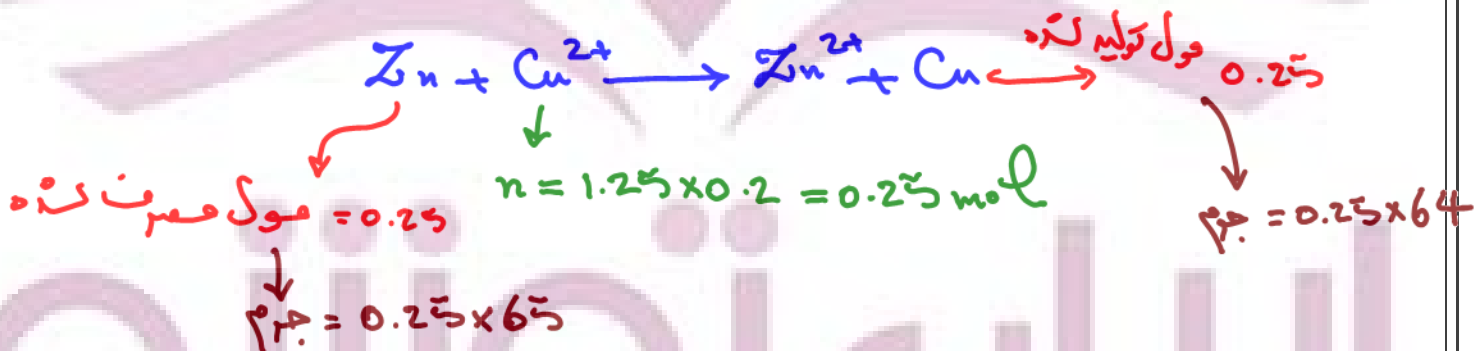 Zn + Cu²⁺ → Zn²⁺ + Cu ↔ مول تولید شده 0.25
n = 1.25×0.2 = 0.25 mol
مول مصرف شده = 0.25
جرم = 0.25×64
جرم = 0.25×65